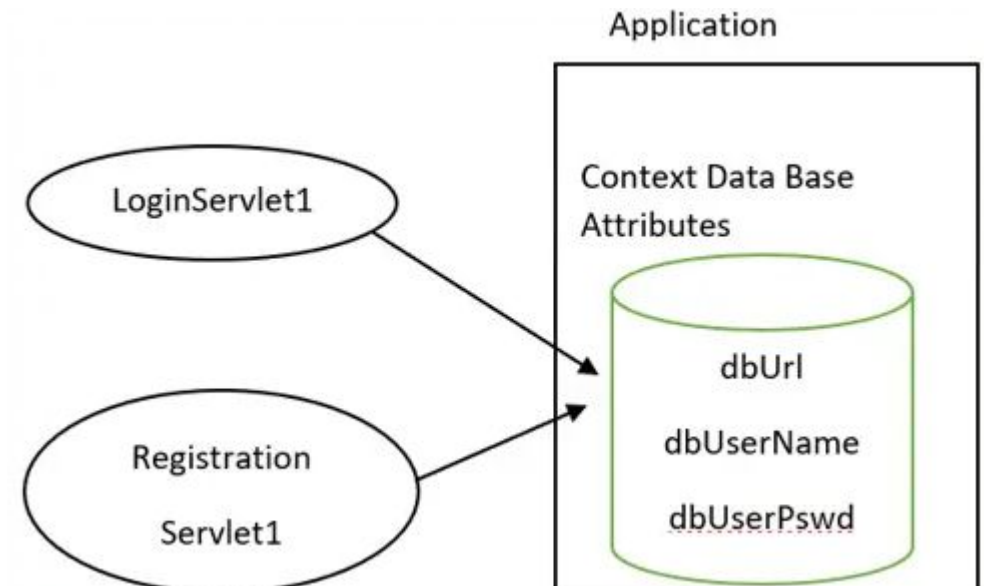 Application
Context Data Base
Attributes
LoginServlet1
dbUrl
dbUserName
dbUserPswd
Registration
Servlet1